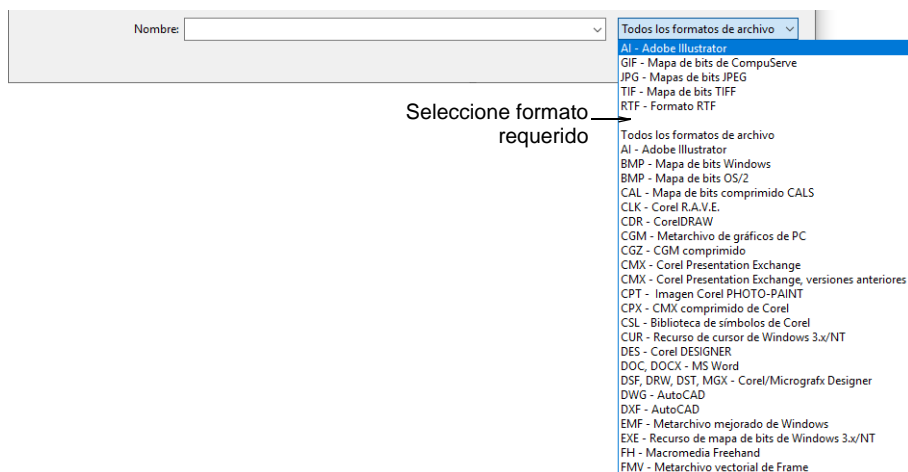 Nombre:
Todos los formatos de archivo
AI - Adobe Illustrator
GIF - Mapa de bits de CompuServe
JPG - Mapas de bits JPEG
TIF - Mapa de bits TIFF
RTF - Formato RTF
Seleccione formato
requerido
Todos los formatos de archivo
AI - Adobe Illustrator
BMP - Mapa de bits Windows
BMP - Mapa de bits OS/2
CAL - Mapa de bits comprimido CALS
CLK - Corel R.A.V.E.
CDR - CorelDRAW
CGM - Metarchivo de gráficos de PC
CGZ - CGM comprimido
CMX - Corel Presentation Exchange
CMX - Corel Presentation Exchange, versiones anteriores
CPT -  Imagen Corel PHOTO-PAINT
CPX - CMX comprimido de Corel
CSL - Biblioteca de símbolos de Corel
CUR - Recurso de cursor de Windows 3.x/NT
DES - Corel DESIGNER
DOC, DOCX - MS Word
DSF, DRW, DST, MGX - Corel/Micrografx Designer
DWG - AutoCAD
DXF - AutoCAD
EMF - Metarchivo mejorado de Windows
EXE - Recurso de mapa de bits de Windows 3.x/NT
FH - Macromedia Freehand
FMV - Metarchivo vectorial de Frame